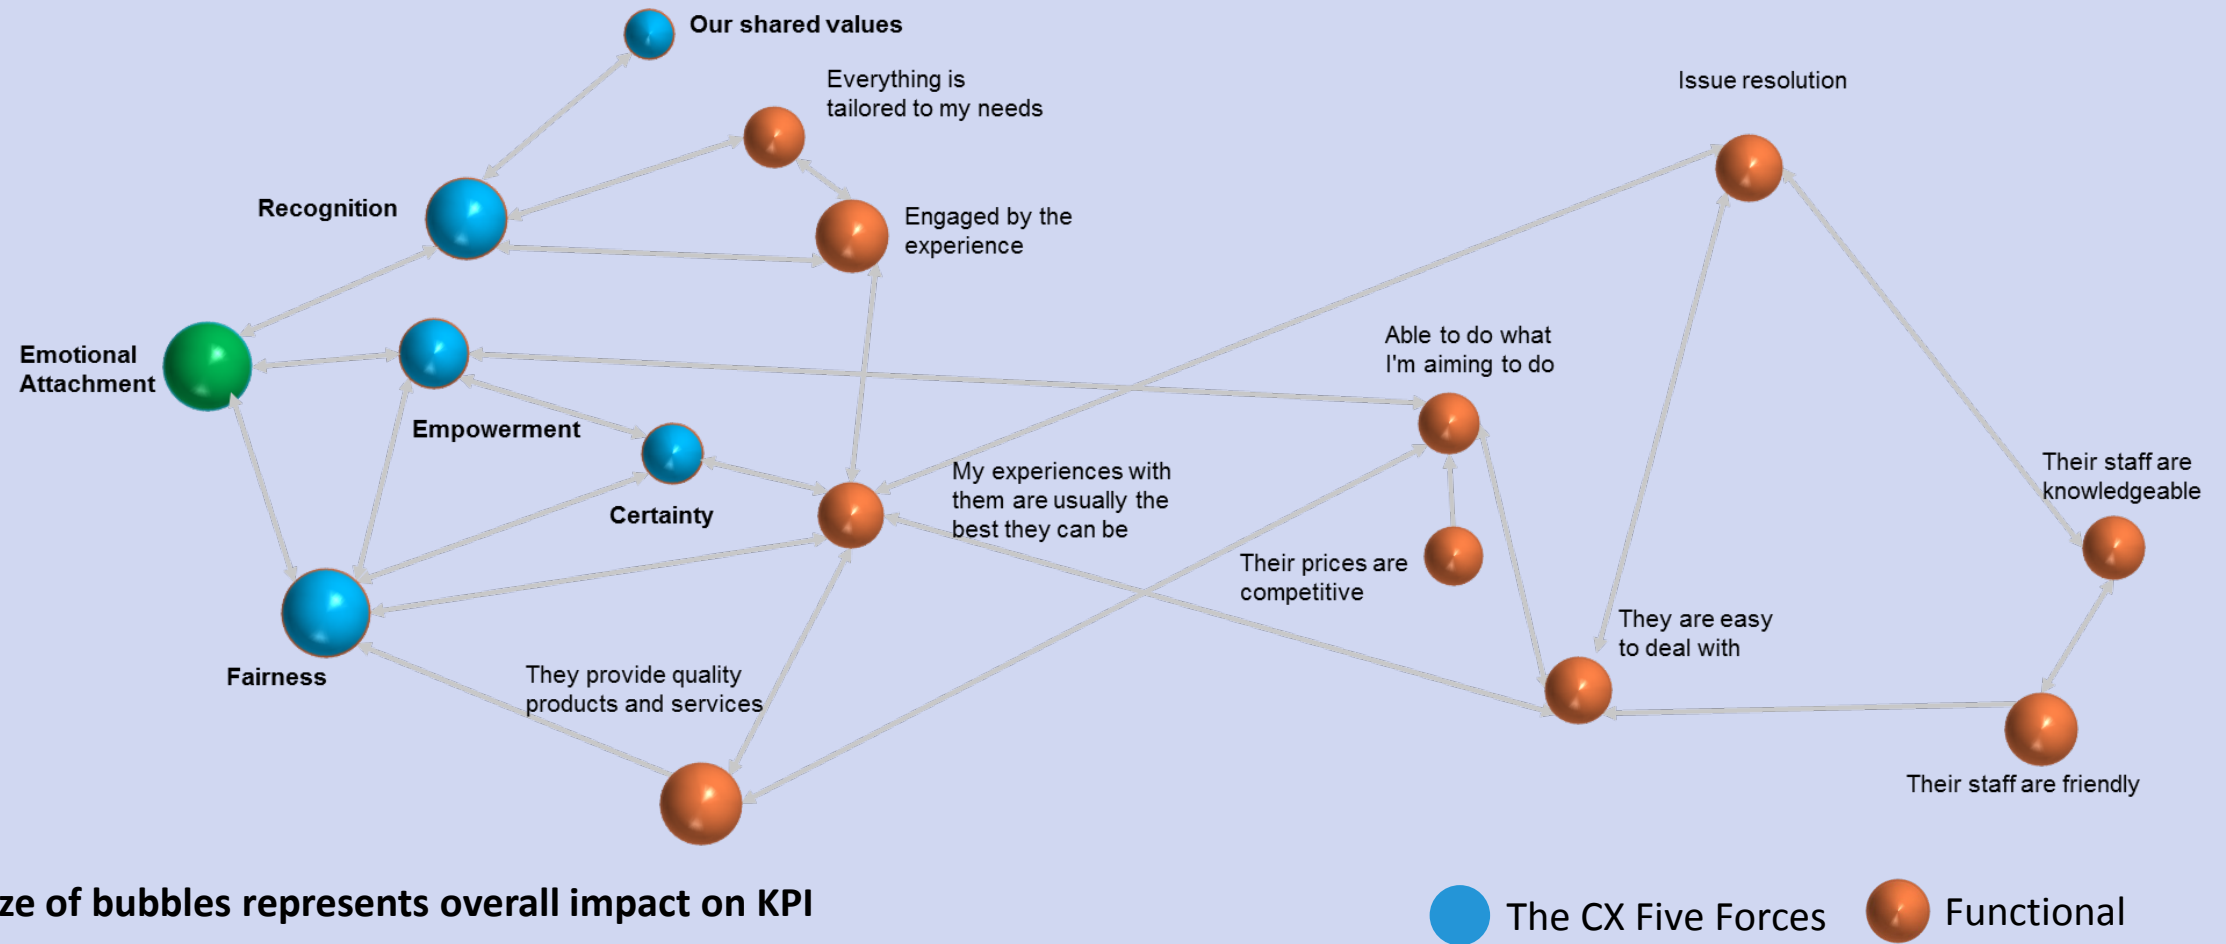 Our shared values
Everything is
tailored to my needs
Issue resolution
Recognition
Engaged by the
experience
Able to do what
I'm aiming to do
Emotional
Attachment
Empowerment
My experiences with
them are usually the
best they can be
Their staff are
knowledgeable
Certainty
Their prices are
competitive
They are easy
to deal with
Fairness
They provide quality
products and services
Their staff are friendly
ze of bubbles represents overall impact on KPI
The CX Five Forces
Functional